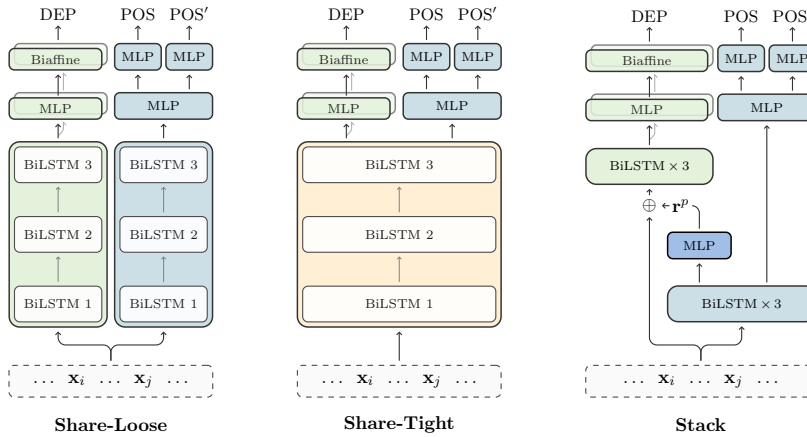 DEP POS POS′
Biaffine MLP MLP
MLP MLP
BiLSTM 3 BiLSTM 3
BiLSTM 2 BiLSTM 2
BiLSTM 1 BiLSTM 1
... x_i ... x_j ...
Share-Loose
DEP POS POS′
Biaffine MLP MLP
MLP MLP
BiLSTM 3
BiLSTM 2
BiLSTM 1
... x_i ... x_j ...
Share-Tight
DEP POS POS
Biaffine MLP MLP
MLP MLP
BiLSTM × 3
⊕ r^p
MLP
BiLSTM × 3
... x_i ... x_j ...
Stack